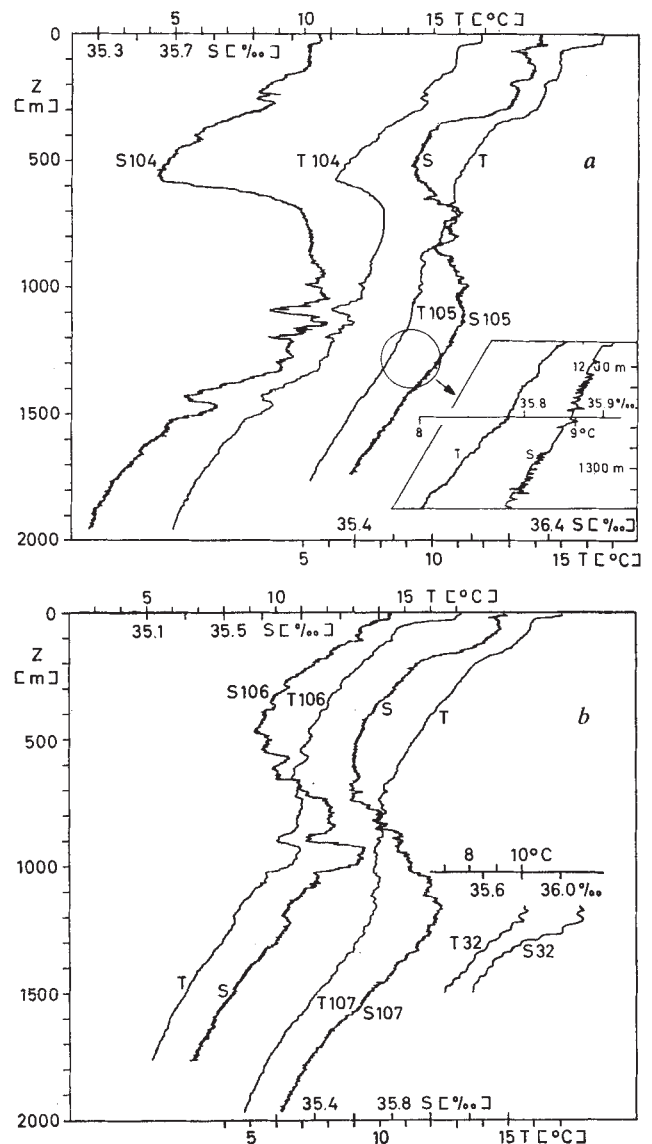 5 10 15 T [°C]
0
35.3 35.7 S [‰]
Z
[m]
500
S104 T104 S T a
1000
T105 S105
12,00 m
35.8 35.9‰
8 9°C
1500
T S 1300 m
35.4 36.4 S [‰]
2000
5 10 15 T [°C]
5 10 15 T [°C]
0
35.1 35.5 S [‰]
Z
[m]
S106 T106 S T b
500
1000
8 10°C
35.6 36.0‰
T32 S32
T S
1500
T107 S107
35.4 35.8 S [‰]
2000
5 10 15 T [°C]